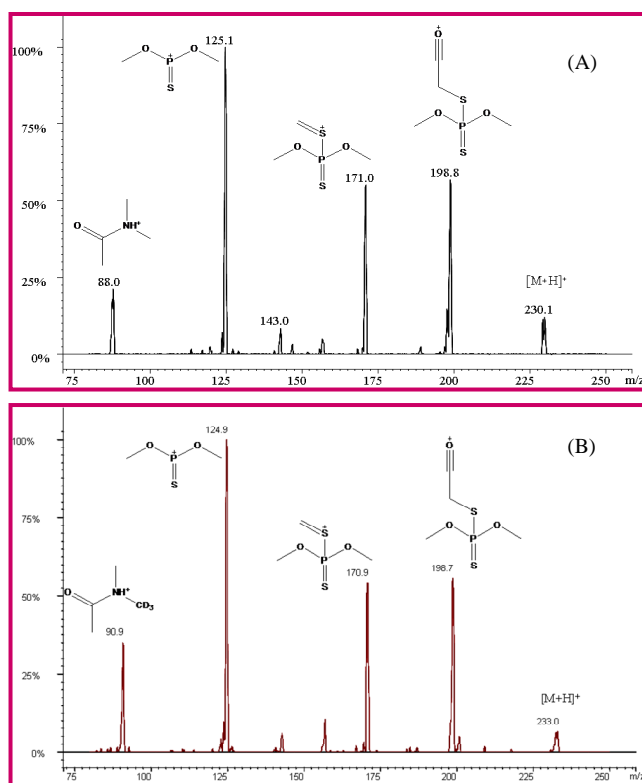 (A)
100%
75%
50%
25%
0%
125.1
171.0
198.8
88.0
143.0
230.1
[M+H]+
O P+ O
S
O NH+
S+
O P O
S
O+
S
O P O
S
75 100 125 150 175 200 225 250 m/z
(B)
100%
75%
50%
25%
0%
124.9
170.9
198.7
90.9
233.0
[M+H]+
O P+ O
S
O NH+
CD3
S+
O P O
S
O+
S
O P O
S
75 100 125 150 175 200 225 250 m/z